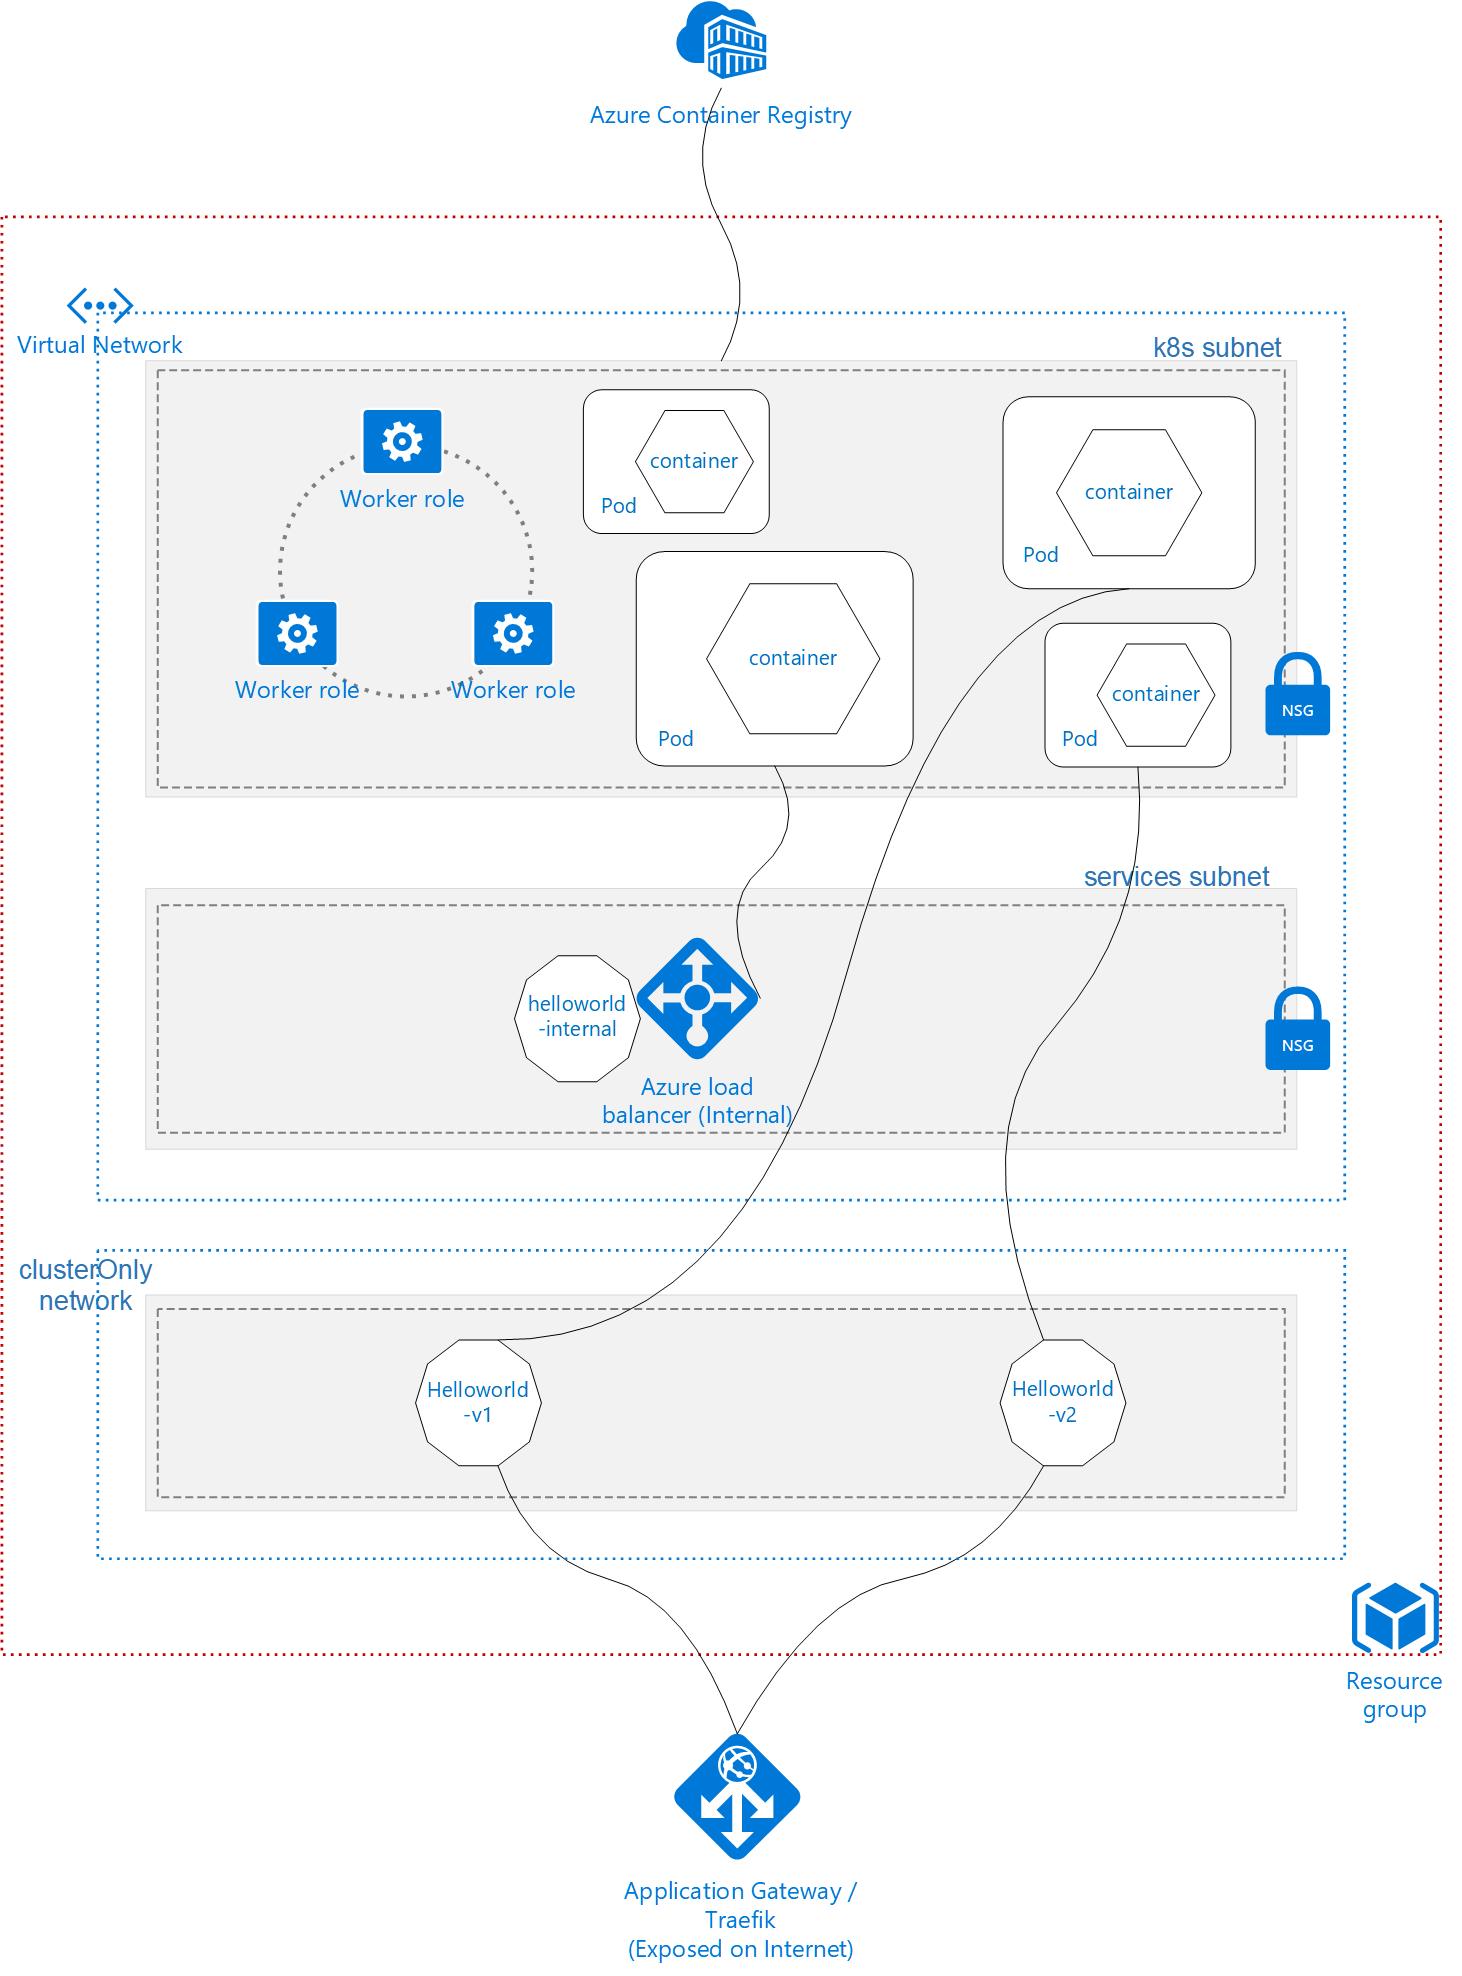 Azure Container Registry
Virtual Network
k8s subnet
Worker role
Worker role
Worker role
container
Pod
container
Pod
container
Pod
container
Pod
NSG
services subnet
helloworld
-internal
Azure load
balancer (Internal)
NSG
clusterOnly
network
Helloworld
-v1
Helloworld
-v2
Resource
group
Application Gateway /
Traefik
(Exposed on Internet)